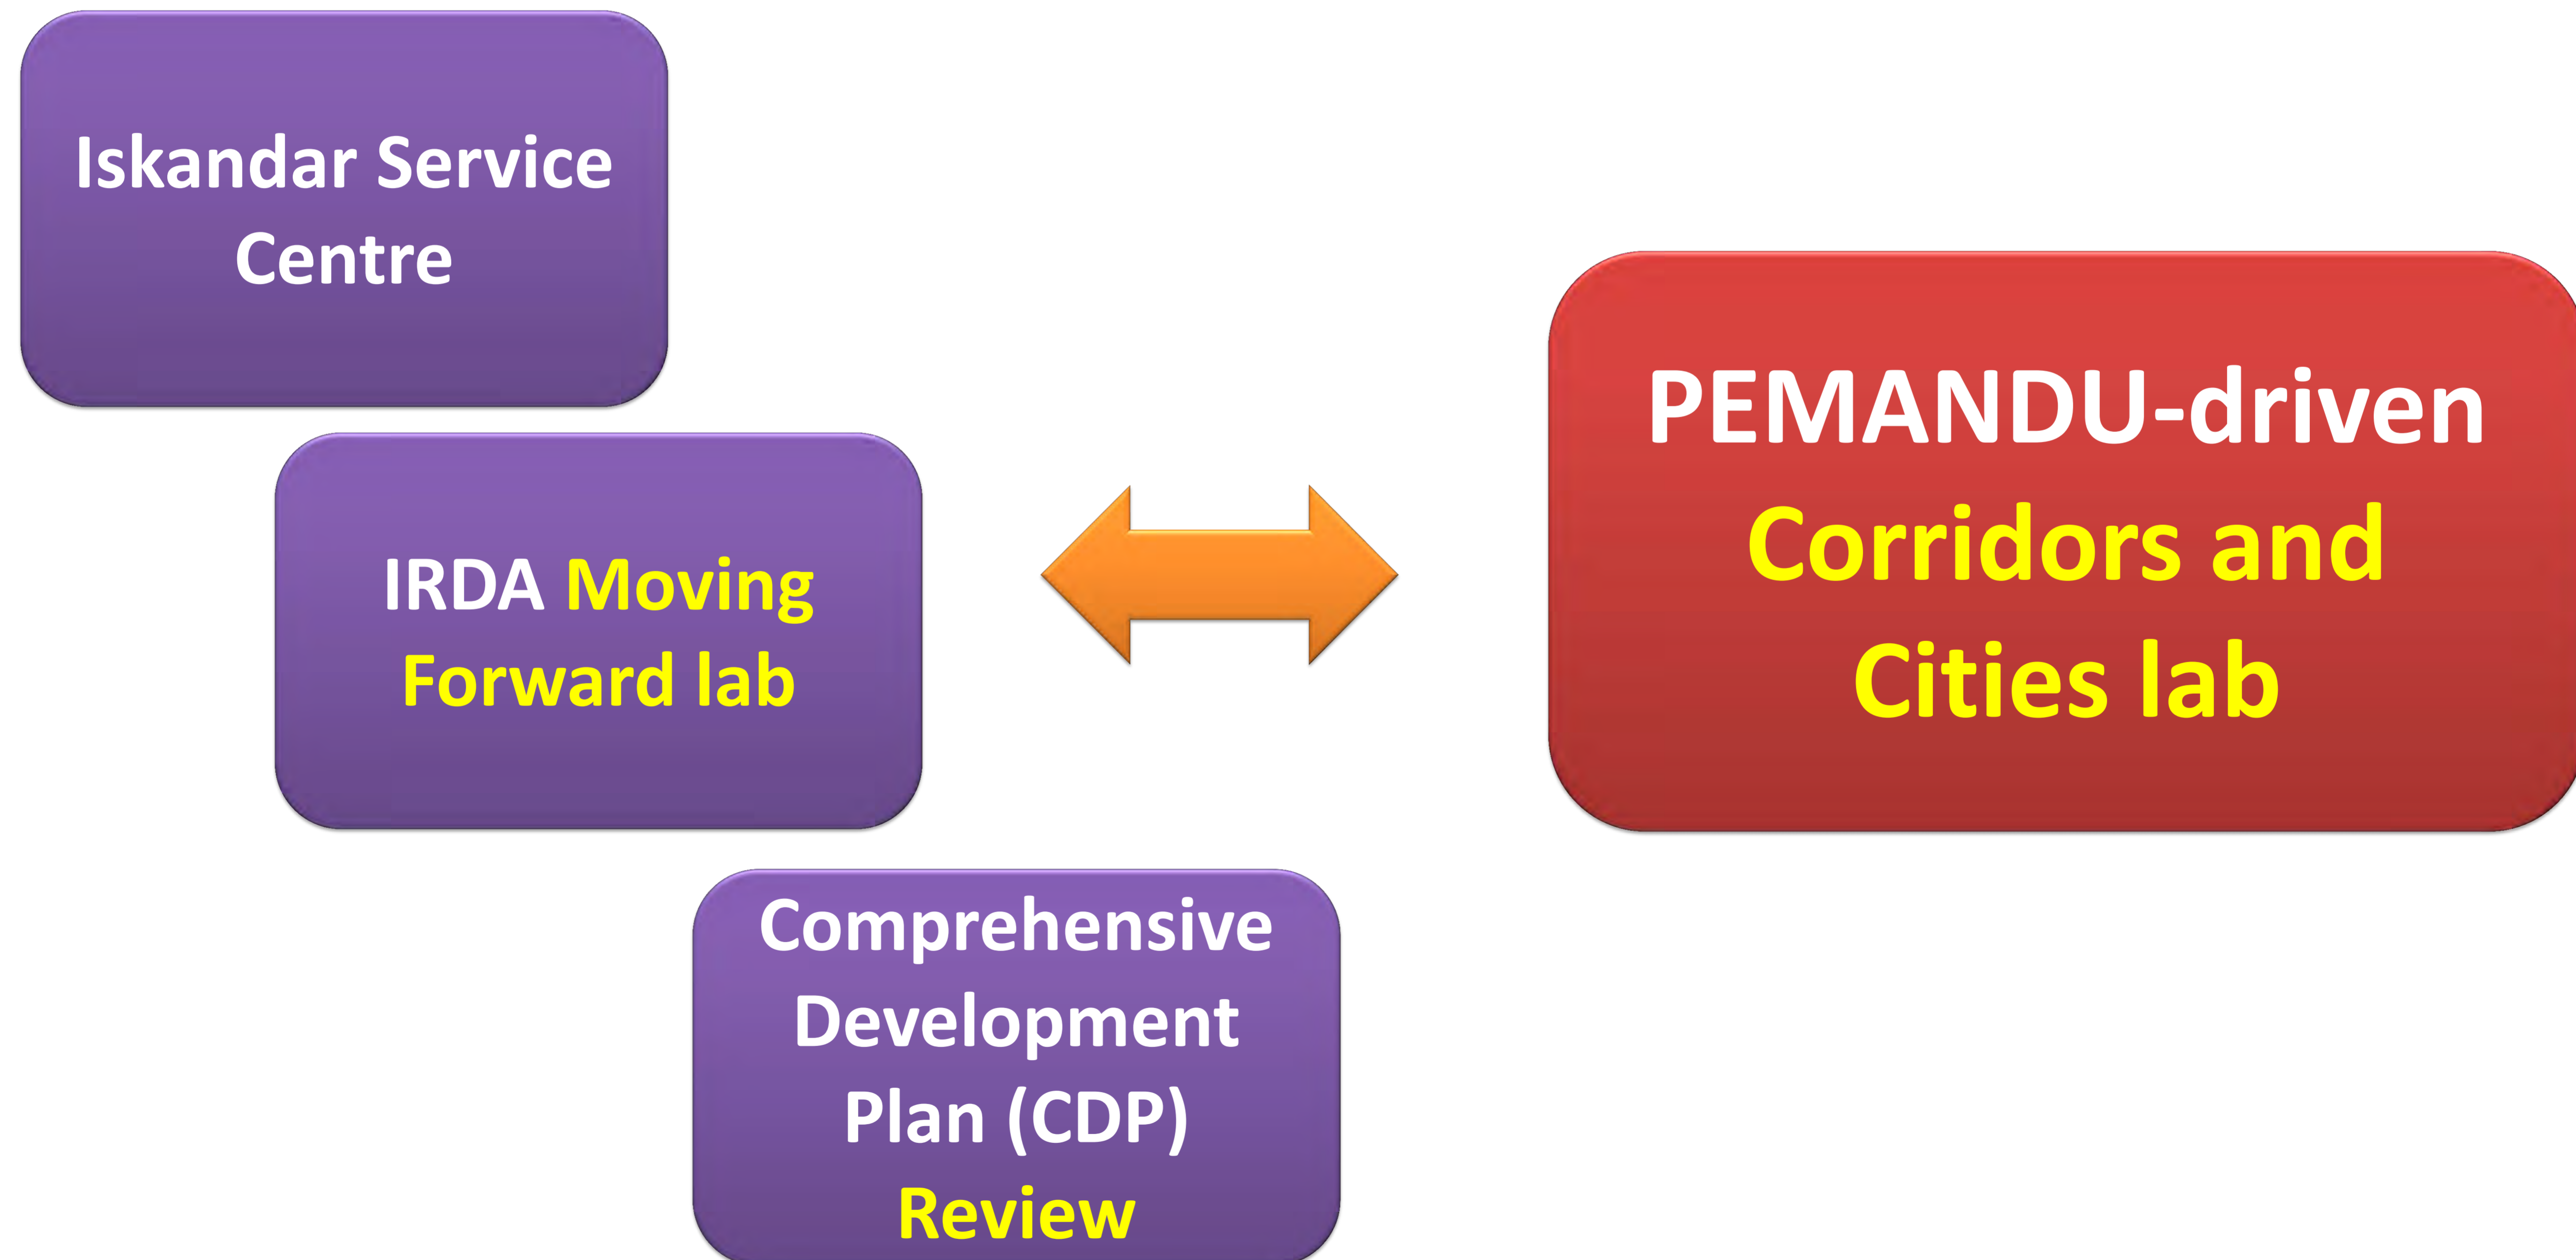 Iskandar Service
Centre
IRDA Moving
Forward lab
Comprehensive
Development
Plan (CDP)
Review
PEMANDU-driven
Corridors and
Cities lab